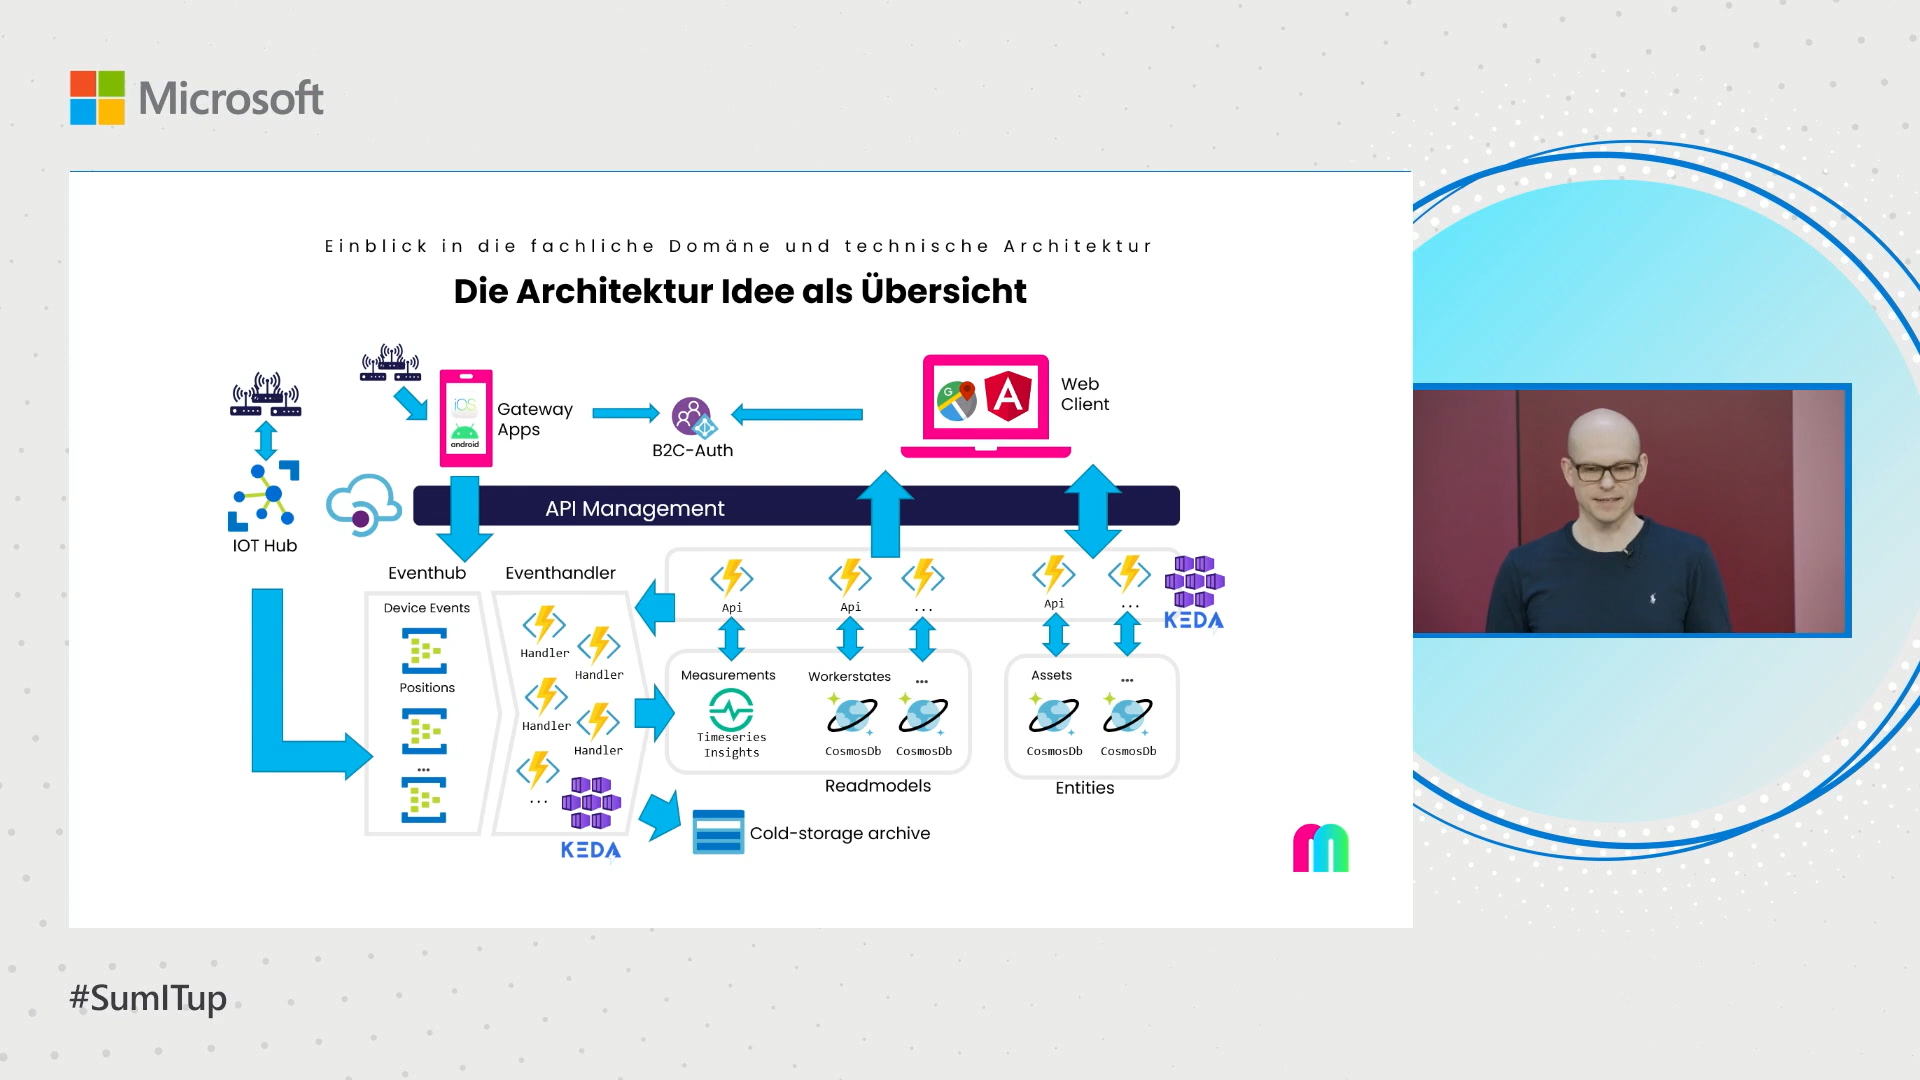 Microsoft
Einblick in die fachliche Domäne und technische Architektur
Die Architektur Idee als Übersicht
iOS
android
Gateway
Apps
B2C-Auth
G
A
Web
Client
IOT Hub
API Management
Eventhub
Eventhandler
Device Events
Positions
...
Handler
Handler
Handler
Handler
...
KEDA
Api
Api
...
Api
...
KEDA
Measurements
Timeseries
Insights
Workerstates
...
CosmosDb
CosmosDb
Readmodels
Assets
...
CosmosDb
CosmosDb
Entities
Cold-storage archive
#SumITup